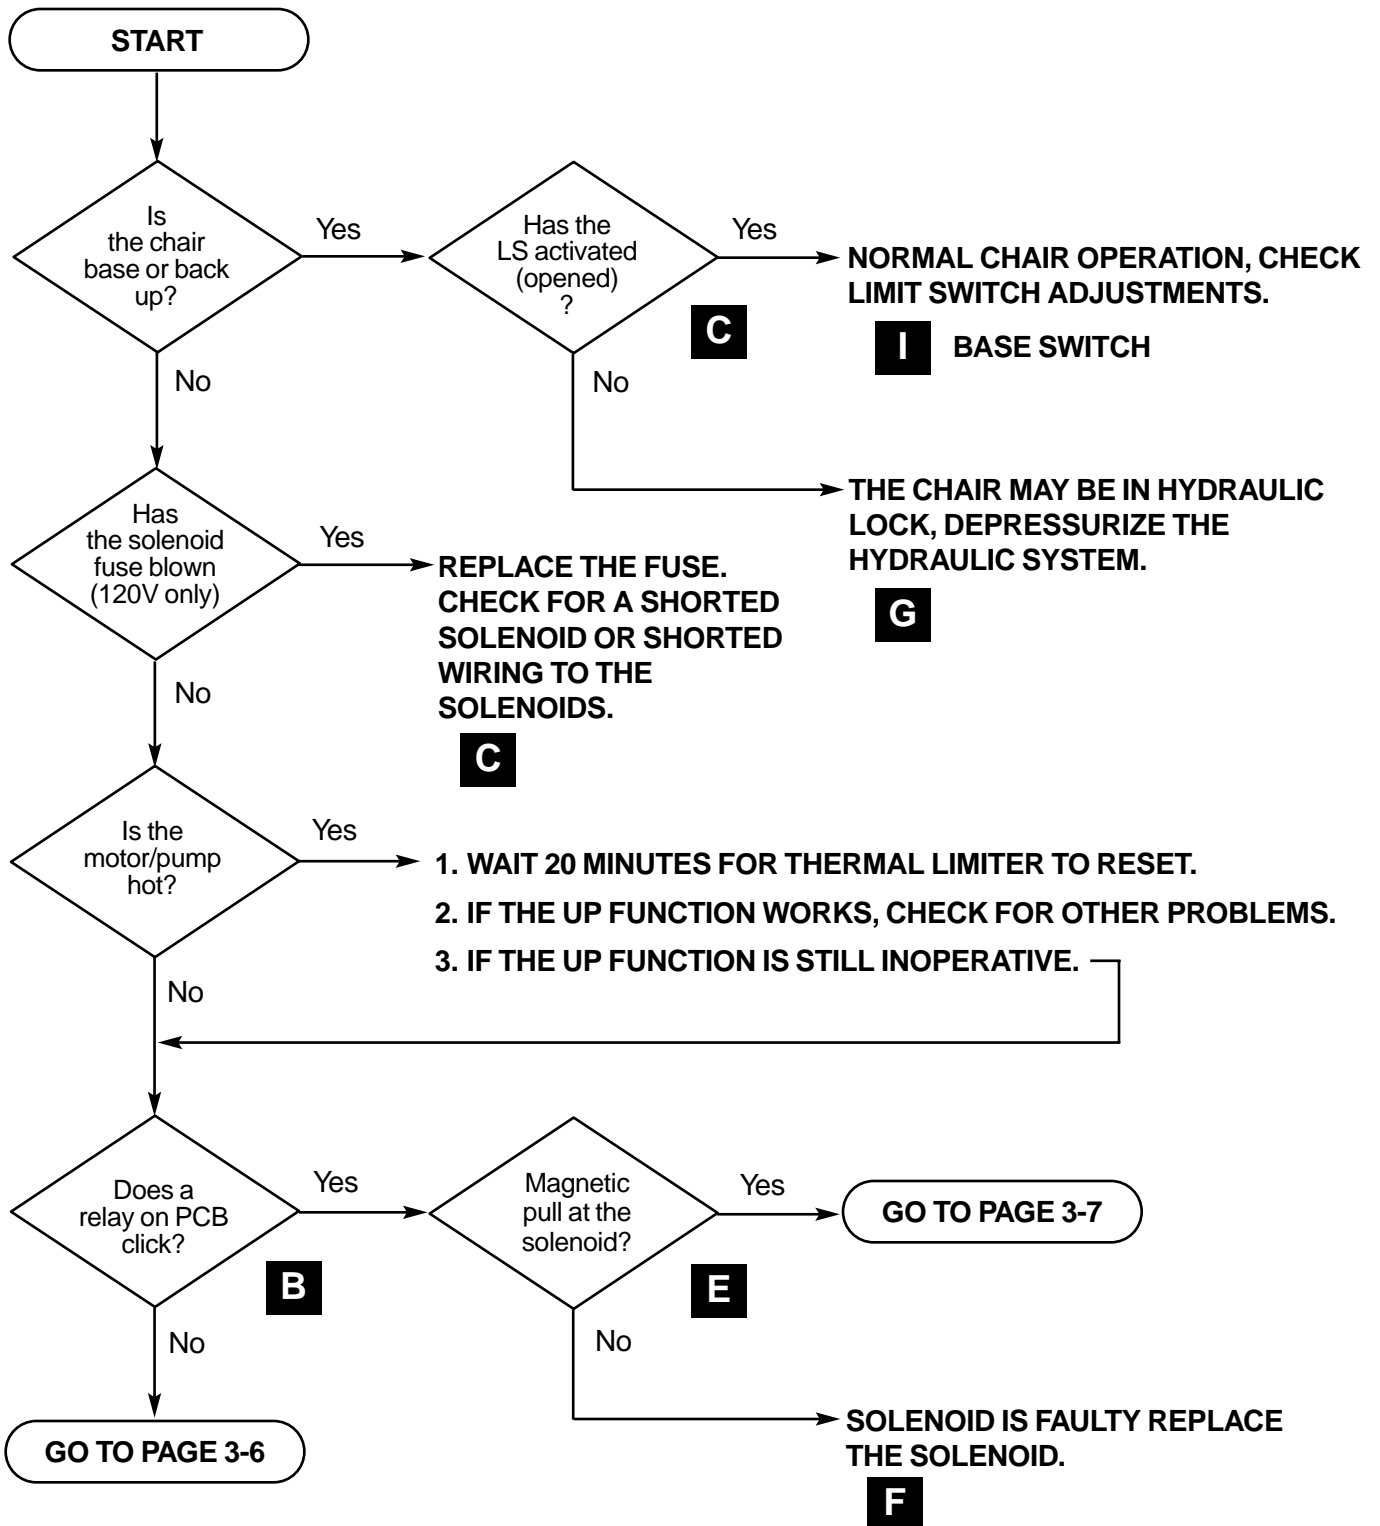 START
Is
the chair
base or back
up?
Yes
Has the
LS activated
(opened)
?
Yes
NORMAL CHAIR OPERATION, CHECK
LIMIT SWITCH ADJUSTMENTS.
C
I BASE SWITCH
No
No
THE CHAIR MAY BE IN HYDRAULIC
LOCK, DEPRESSURIZE THE
HYDRAULIC SYSTEM.
G
Has
the solenoid
fuse blown
(120V only)
Yes
REPLACE THE FUSE.
CHECK FOR A SHORTED
SOLENOID OR SHORTED
WIRING TO THE
SOLENOIDS.
C
No
Is the
motor/pump
hot?
Yes
1. WAIT 20 MINUTES FOR THERMAL LIMITER TO RESET.
2. IF THE UP FUNCTION WORKS, CHECK FOR OTHER PROBLEMS.
3. IF THE UP FUNCTION IS STILL INOPERATIVE.
No
Does a
relay on PCB
click?
Yes
B
Magnetic
pull at the
solenoid?
Yes
E
GO TO PAGE 3-7
No
No
GO TO PAGE 3-6
SOLENOID IS FAULTY REPLACE
THE SOLENOID.
F